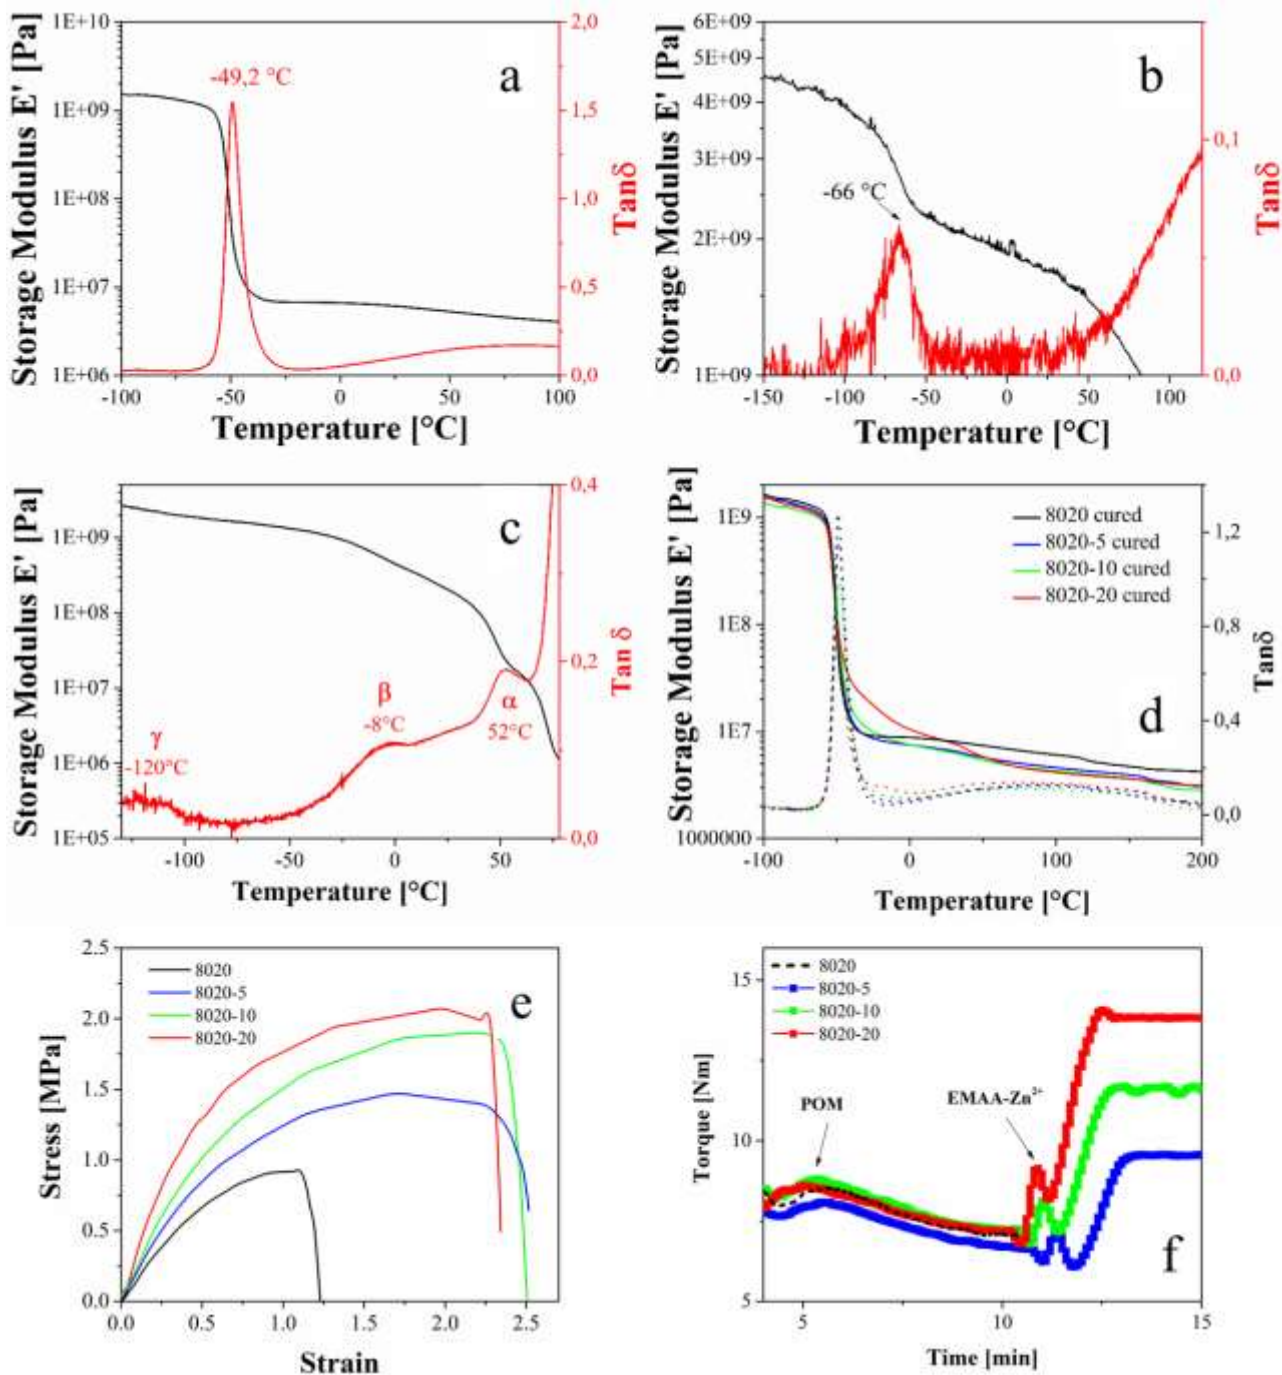 Storage Modulus E' [Pa]
1E+10
1E+09
1E+08
1E+07
1E+06
-49,2 °C
a
2,0
1,5
1,0
0,5
0,0
Tanδ
-100
-50
0
50
100
Temperature [°C]
Storage Modulus E' [Pa]
6E+09
5E+09
4E+09
3E+09
2E+09
1E+09
-66 °C
b
0,1
0,0
Tanδ
-150
-100
-50
0
50
100
Temperature [°C]
Storage Modulus E' [Pa]
1E+09
1E+08
1E+07
1E+06
1E+05
c
γ
-120°C
β
-8°C
α
52°C
0,4
0,2
0,0
Tan δ
-100
-50
0
50
Temperature [°C]
Storage Modulus E' [Pa]
1E9
1E8
1E7
1000000
8020 cured
8020-5 cured
8020-10 cured
8020-20 cured
d
1,2
0,8
0,4
0,0
Tanδ
-100
0
100
200
Temperature [°C]
Stress [MPa]
2.5
2.0
1.5
1.0
0.5
0.0
8020
8020-5
8020-10
8020-20
e
0.0
0.5
1.0
1.5
2.0
2.5
Strain
Torque [Nm]
15
10
5
8020
8020-5
8020-10
8020-20
POM
EMAA-Zn²⁺
f
5
10
15
Time [min]